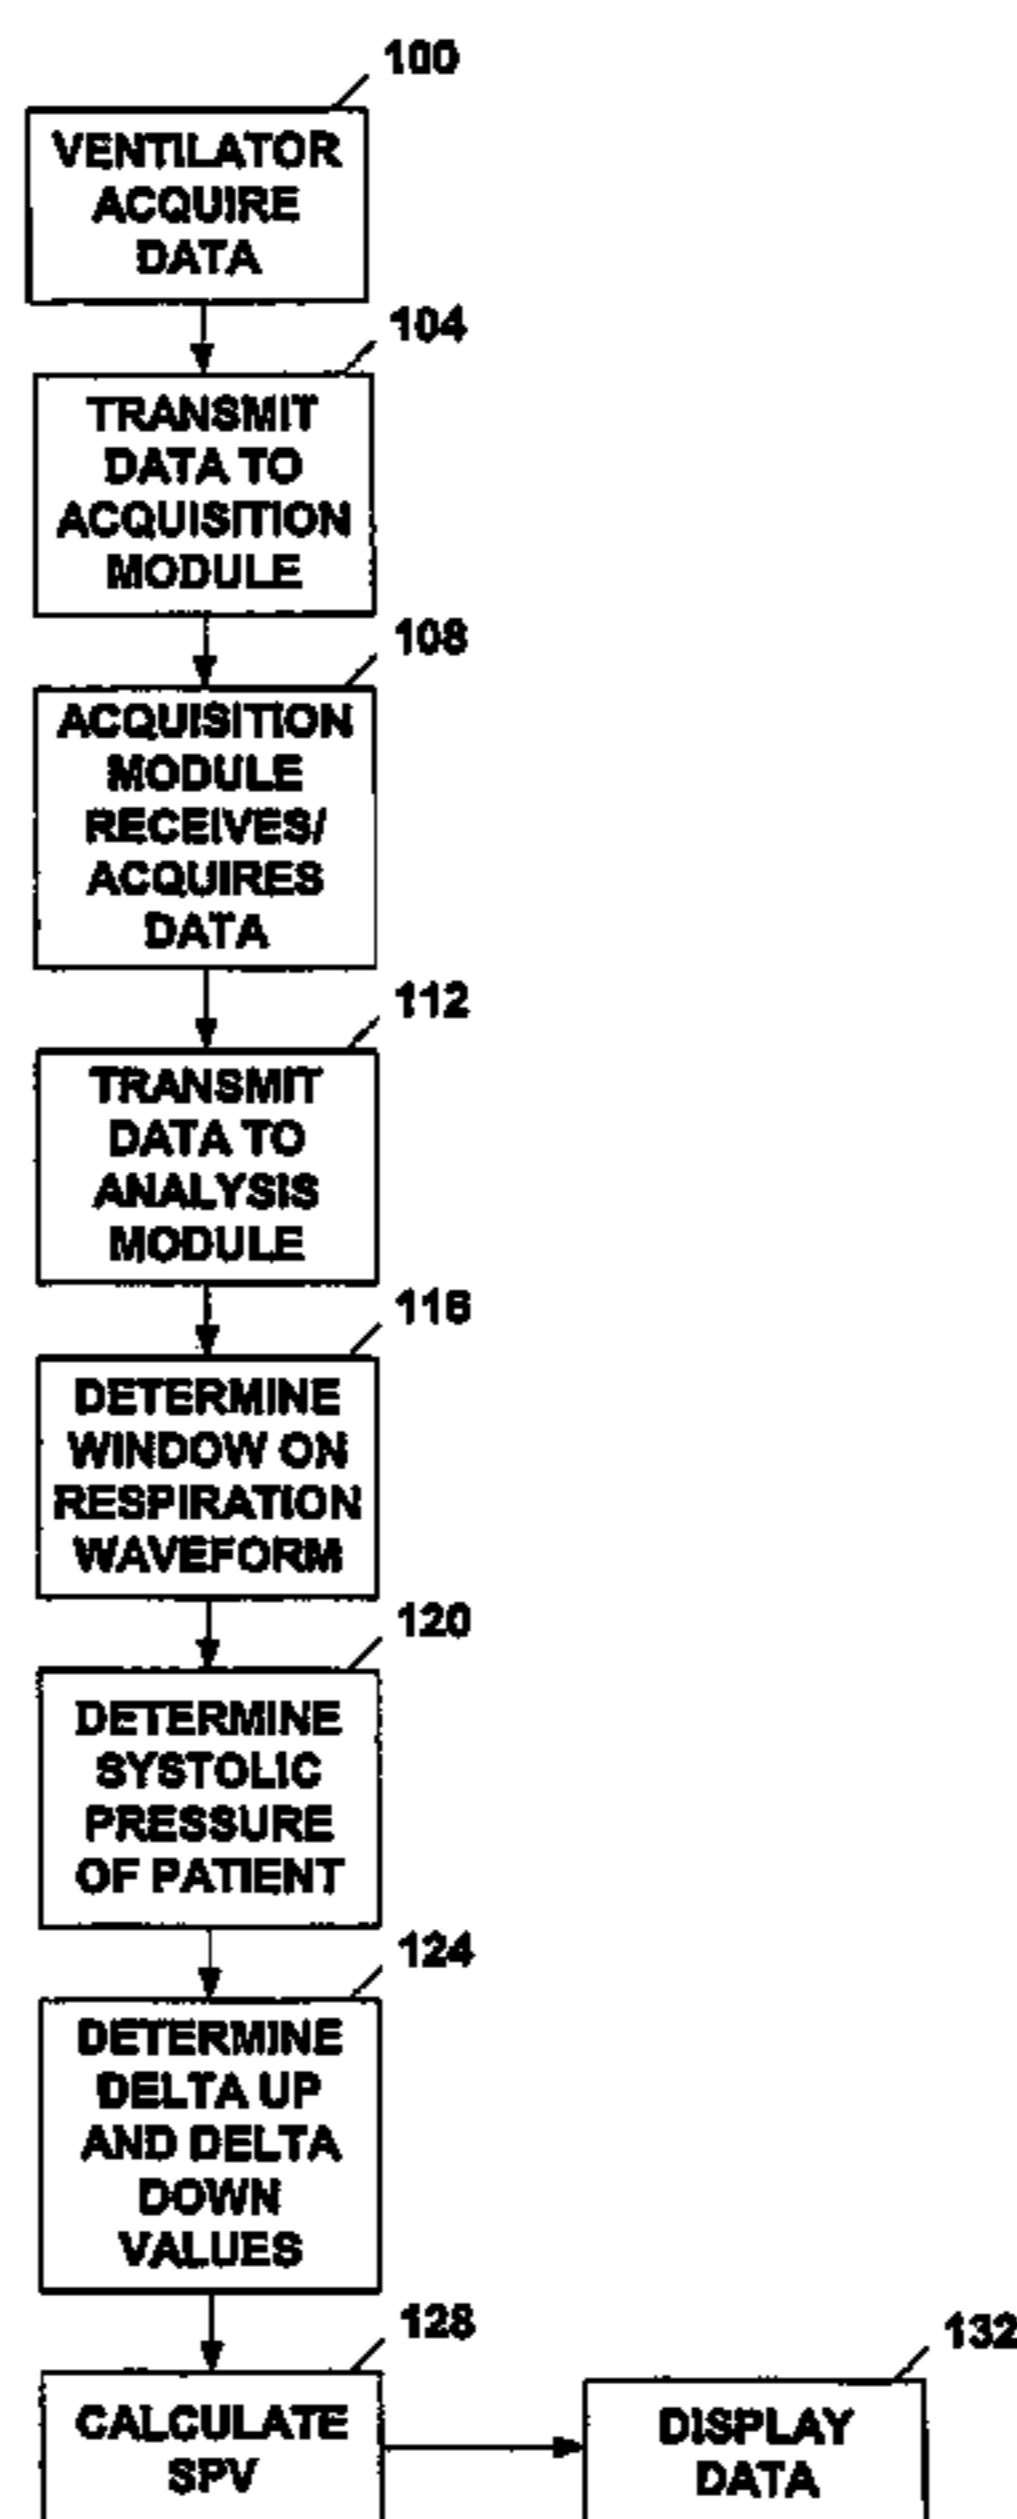 100
VENTILATOR
ACQUIRE
DATA
104
TRANSMIT
DATA TO
ACQUISITION
MODULE
108
ACQUISITION
MODULE
RECEIVES/
ACQUIRES
DATA
112
TRANSMIT
DATA TO
ANALYSIS
MODULE
116
DETERMINE
WINDOW ON
RESPIRATION
WAVEFORM
120
DETERMINE
SYSTOLIC
PRESSURE
OF PATIENT
124
DETERMINE
DELTA UP
AND DELTA
DOWN
VALUES
128
CALCULATE
SPV
132
DISPLAY
DATA